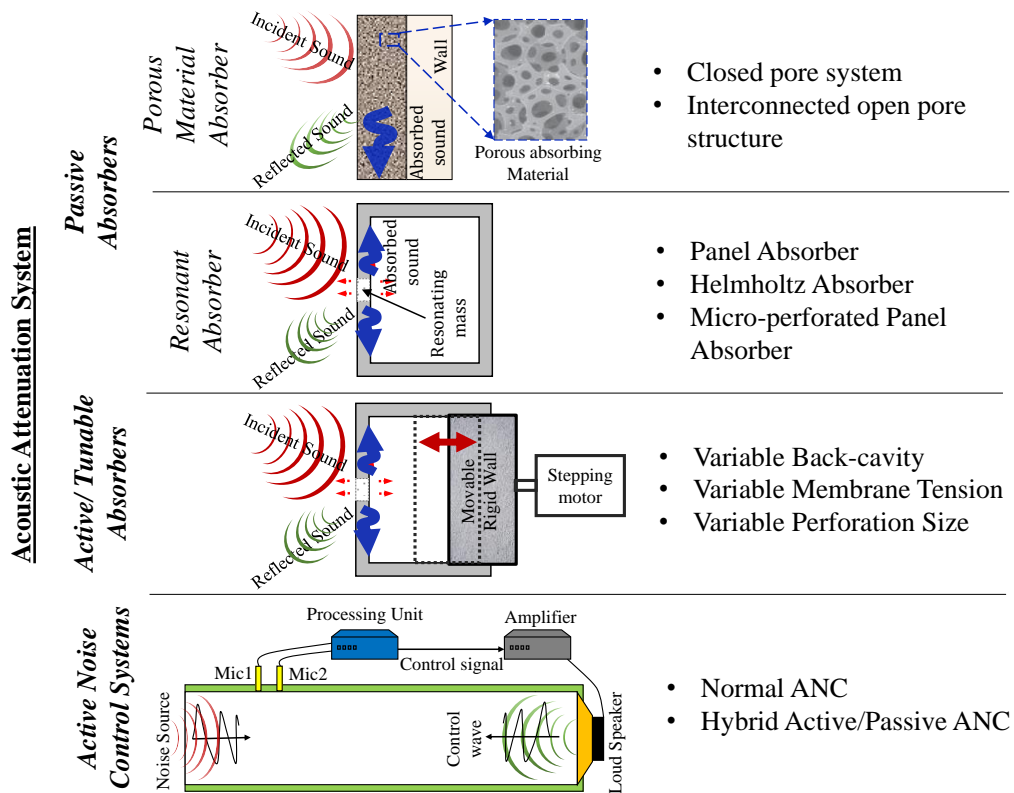 Acoustic Attenuation System
Passive
Absorbers
Porous
Material
Absorber
Incident Sound
Reflected Sound
Absorbed
sound
Wall
Porous absorbing
Material
• Closed pore system
• Interconnected open pore
structure
Resonant
Absorber
Incident Sound
Reflected Sound
Absorbed
sound
Resonating
mass
• Panel Absorber
• Helmholtz Absorber
• Micro-perforated Panel
Absorber
Active/ Tunable
Absorbers
Incident Sound
Reflected Sound
Movable
Rigid Wall
Stepping
motor
• Variable Back-cavity
• Variable Membrane Tension
• Variable Perforation Size
Active Noise
Control Systems
Processing Unit
Amplifier
Control signal
Mic1
Mic2
Noise Source
Control
wave
Loud Speaker
• Normal ANC
• Hybrid Active/Passive ANC